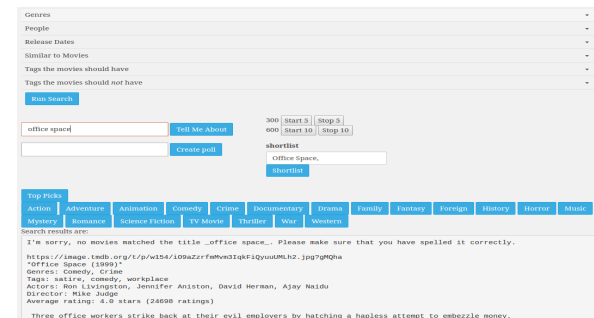 Genres
People
Release Dates
Similar to Movies
Tags the movies should have
Tags the movies should not have
Run Search
300 Start 5 Stop 5
office space Tell Me About 600 Start 10 Stop 10
Create poll shortlist
Office Space,
Shortlist
Top Picks
Action Adventure Animation Comedy Crime Documentary Drama Family Fantasy Foreign History Horror Music
Mystery Romance Science Fiction TV Movie Thriller War Western
Search results are:
I'm sorry, no movies matched the title _office space_. Please make sure that you have spelled it correctly.
https://image.tmdb.org/t/p/w154/iO9aZzrfmMvm3IqkFiQyuuUMLh2.jpg?gMQha
*Office Space (1999)*
Genres: Comedy, Crime
Tags: satire, comedy, workplace
Actors: Ron Livingston, Jennifer Aniston, David Herman, Ajay Naidu
Director: Mike Judge
Average rating: 4.0 stars (24698 ratings)
Three office workers strike back at their evil employers by hatching a hapless attempt to embezzle money.